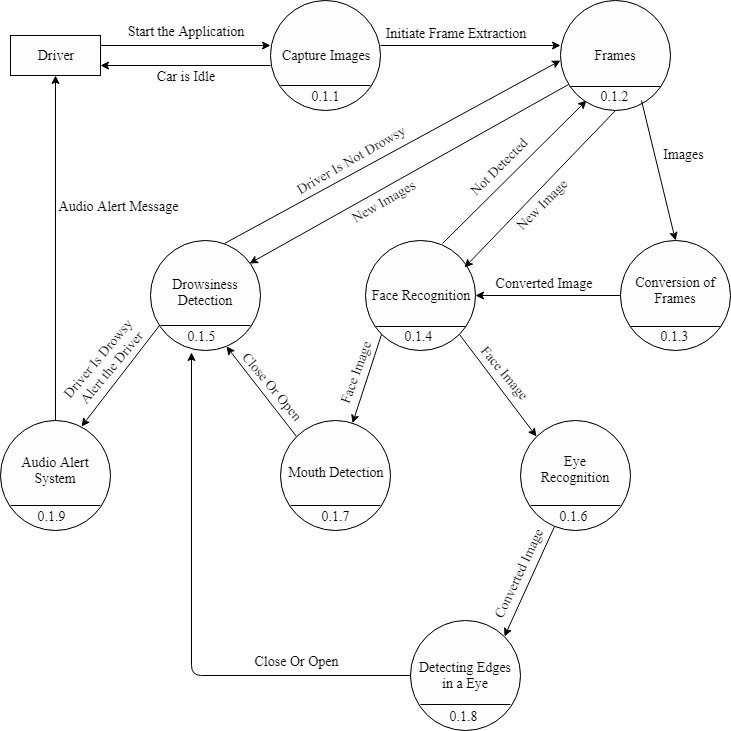 Start the Application
Driver
Capture Images
Initiate Frame Extraction
Frames
Car is Idle
0.1.1
0.1.2
Driver Is Not Drowsy
Not Detected
Images
New Images
New Image
Audio Alert Message
Drowsiness
Detection
Face Recognition
Converted Image
Conversion of
Frames
0.1.5
0.1.4
0.1.3
Driver Is Drowsy
Alert the Driver
Close Or Open
Face Image
Face Image
Audio Alert
System
Mouth Detection
Eye
Recognition
0.1.9
0.1.7
0.1.6
Converted Image
Close Or Open
Detecting Edges
in a Eye
0.1.8